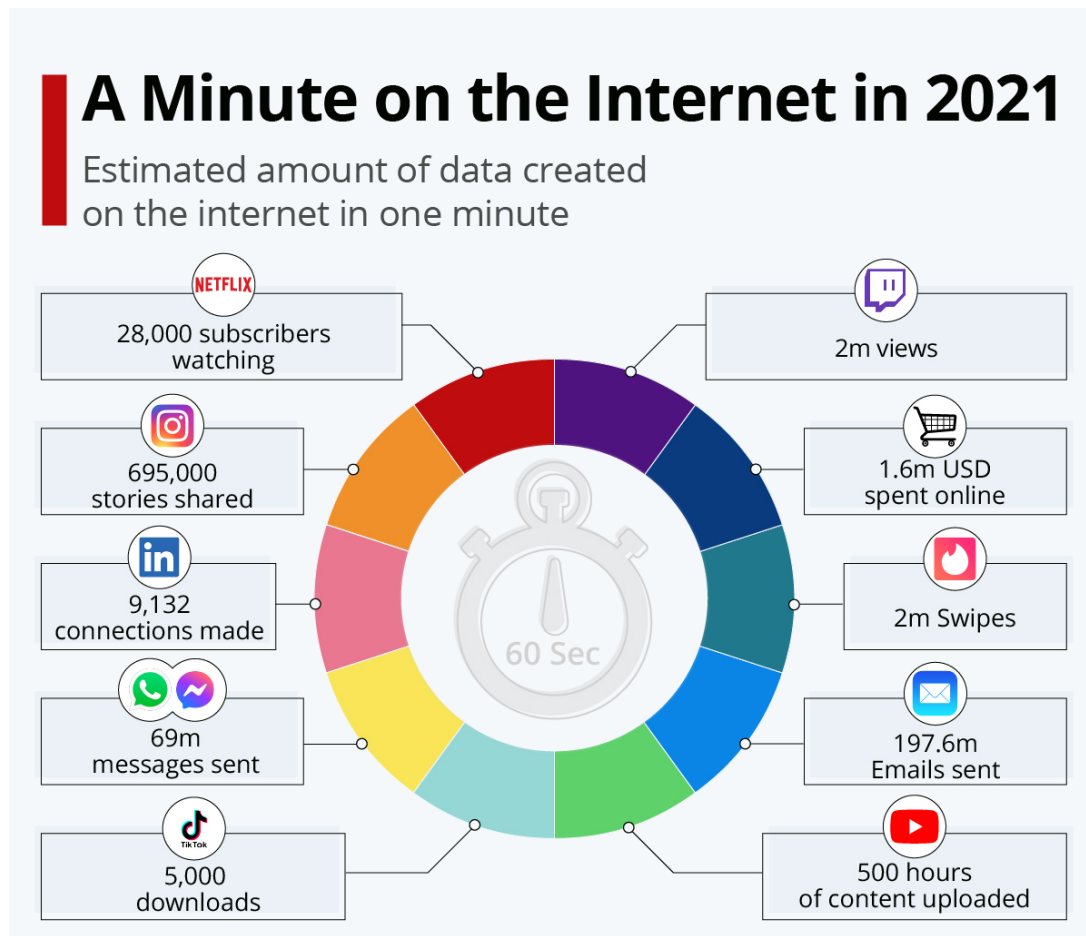 A Minute on the Internet in 2021
Estimated amount of data created
on the internet in one minute
NETFLIX
28,000 subscribers
watching
2m views
695,000
stories shared
1.6m USD
spent online
in
9,132
connections made
2m Swipes
69m
messages sent
197.6m
Emails sent
TikTok
5,000
downloads
500 hours
of content uploaded
60 Sec